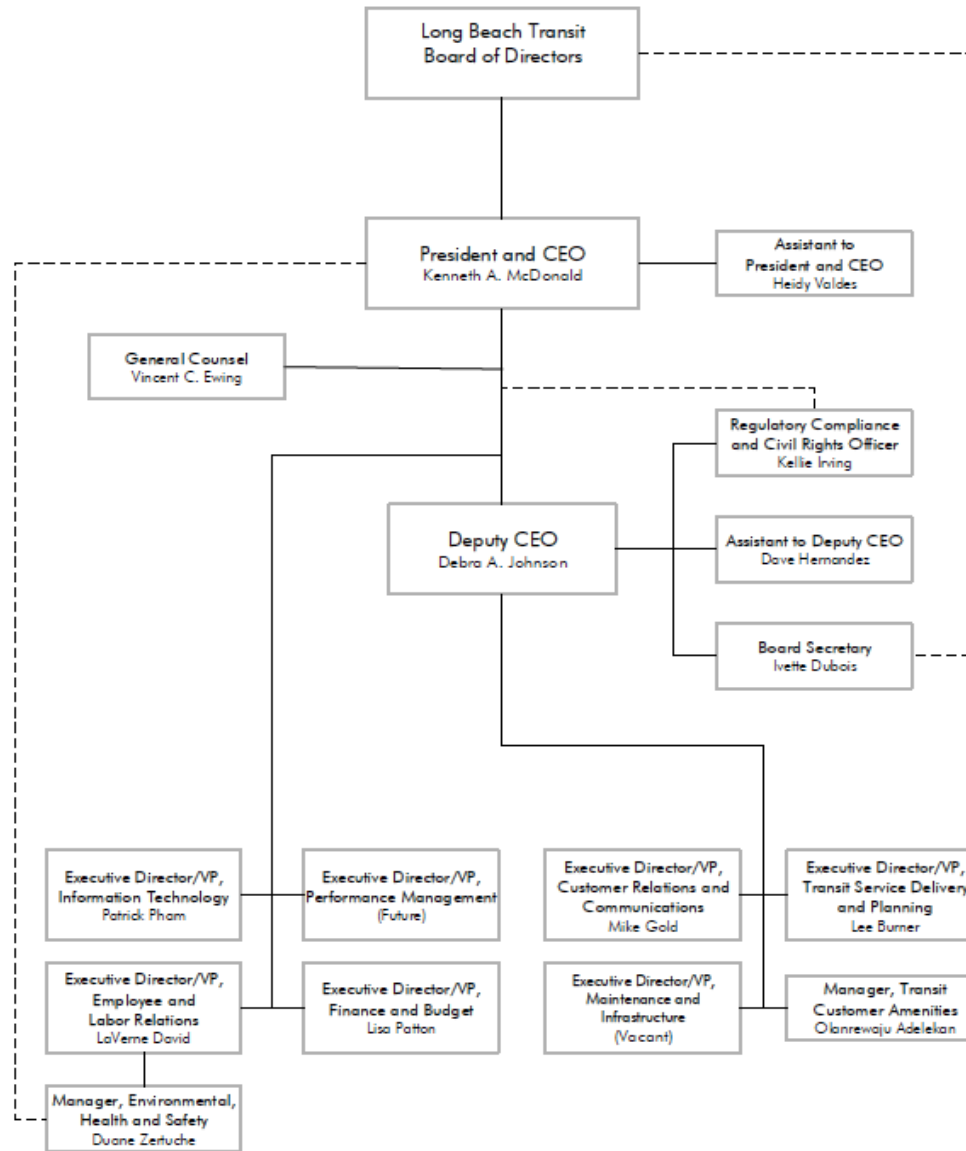 Long Beach Transit
Board of Directors
President and CEO
Kenneth A. McDonald
Assistant to
President and CEO
Heidy Valdes
General Counsel
Vincent C. Ewing
Regulatory Compliance
and Civil Rights Officer
Kellie Irving
Deputy CEO
Debra A. Johnson
Assistant to Deputy CEO
Dave Hernandez
Board Secretary
Ivette Dubois
Executive Director/VP,
Information Technology
Patrick Pham
Executive Director/VP,
Performance Management
(Future)
Executive Director/VP,
Customer Relations and
Communications
Mike Gold
Executive Director/VP,
Transit Service Delivery
and Planning
Lee Burner
Executive Director/VP,
Employee and
Labor Relations
LaVerne David
Executive Director/VP,
Finance and Budget
Lisa Patton
Executive Director/VP,
Maintenance and
Infrastructure
(Vacant)
Manager, Transit
Customer Amenities
Olanrewaju Adelekan
Manager, Environmental,
Health and Safety
Duane Zertuche